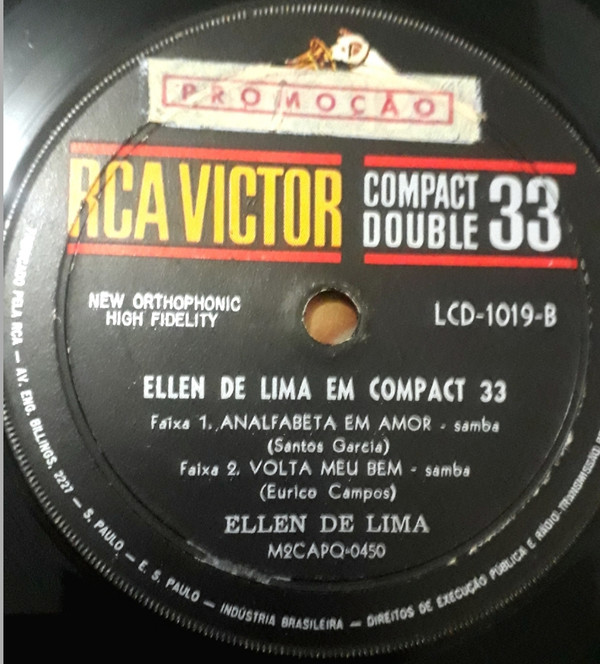 PROMOCÃO
RCA VICTOR
COMPACT
DOUBLE 33
NEW ORTHOPHONIC
HIGH FIDELITY
LCD-1019-B
ELLEN DE LIMA EM COMPACT 33
Faixa 1. ANALFABETA EM AMOR - samba
(Santos Garcia)
Faixa 2. VOLTA MEU BEM - samba
(Eurico Campos)
ELLEN DE LIMA
M2CAPQ-0450
PELA RCA — AV. ENG. BILLINGS, 2227 — S. PAULO — E. S. PAULO — INDÚSTRIA BRASILEIRA — DIREITOS DE EXECUÇÃO PÚBLICA E RÁDIO-TRANSMISSÃO